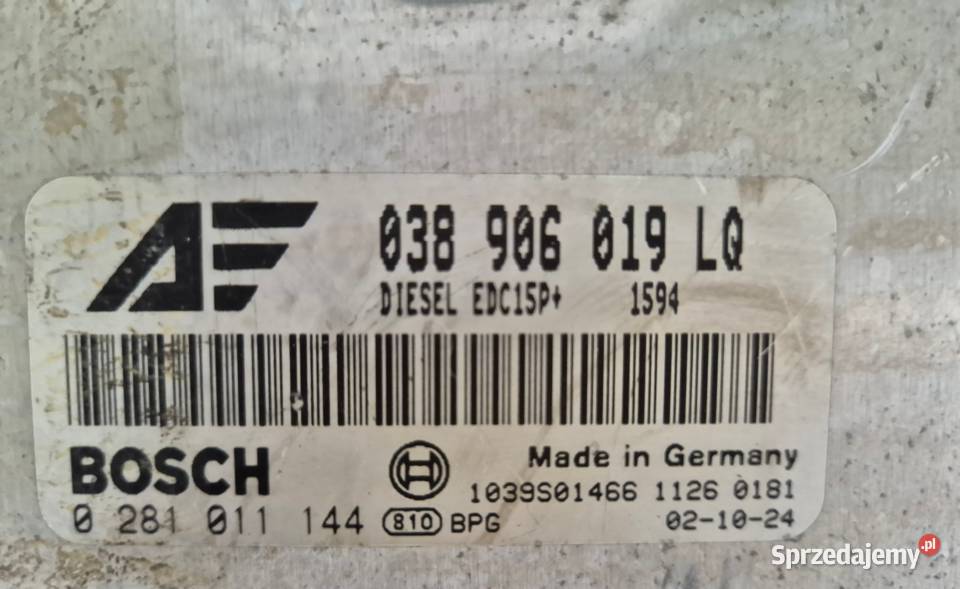 AE
038 906 019 LQ
DIESEL EDC15P+ 1594
BOSCH
Made in Germany
1039S01466 1126 0181
0 281 011 144 810 BPG 02-10-24
Sprzedajemy.pl